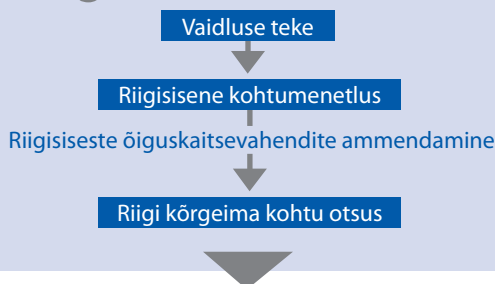 Vaidluse teke
Riigisisene kohtumenetlus
Riigisiseste õiguskaitsevahendite ammendamine
Riigi kõrgeima kohtu otsus